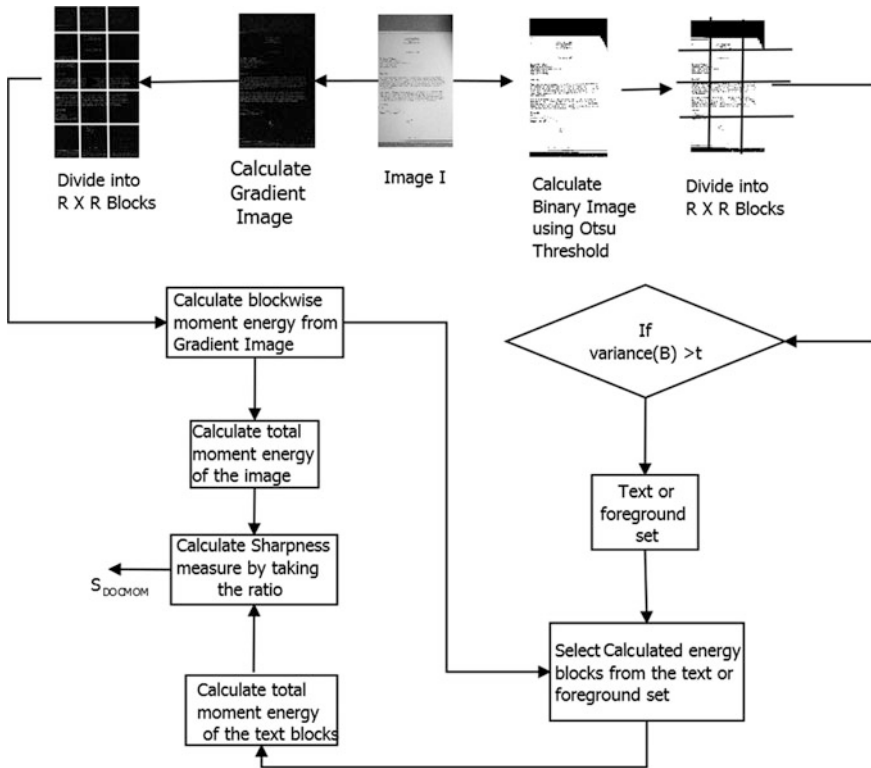 Divide into
R X R Blocks
Calculate
Gradient
Image
Image I
Calculate
Binary Image
using Otsu
Threshold
Divide into
R X R Blocks
Calculate blockwise
moment energy from
Gradient Image
If
variance(B) >t
Calculate total
moment energy
of the image
Text or
foreground
set
Calculate Sharpness
measure by taking
the ratio
SDOCMOM
Select Calculated energy
blocks from the text or
foreground set
Calculate total
moment energy
of the text blocks